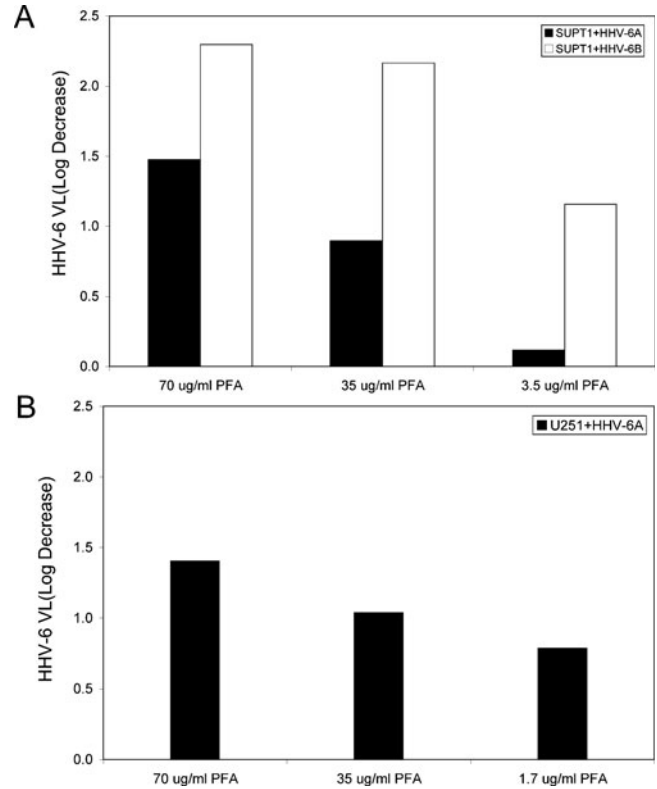 A
HHV-6 VL(Log Decrease)
2.5
2.0
1.5
1.0
0.5
0.0
SUPT1+HHV-6A
SUPT1+HHV-6B
70 ug/ml PFA
35 ug/ml PFA
3.5 ug/ml PFA
B
HHV-6 VL(Log Decrease)
2.5
2.0
1.5
1.0
0.5
0.0
U251+HHV-6A
70 ug/ml PFA
35 ug/ml PFA
1.7 ug/ml PFA